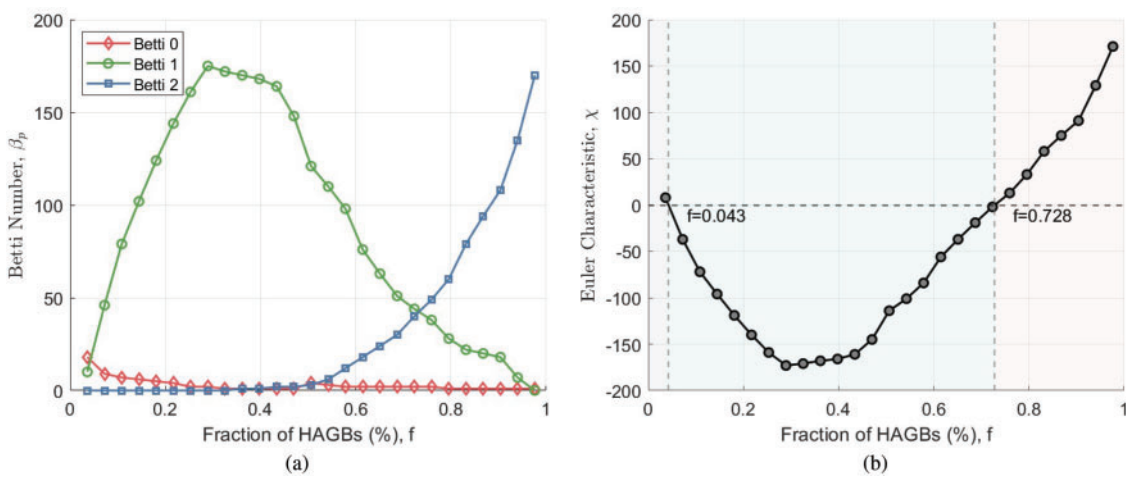 200
150
100
50
0
Betti Number, βp
Betti 0
Betti 1
Betti 2
0 0.2 0.4 0.6 0.8 1
Fraction of HAGBs (%), f
(a)
200
150
100
50
0
-50
-100
-150
-200
Euler Characteristic, χ
f=0.043
f=0.728
0 0.2 0.4 0.6 0.8 1
Fraction of HAGBs (%), f
(b)